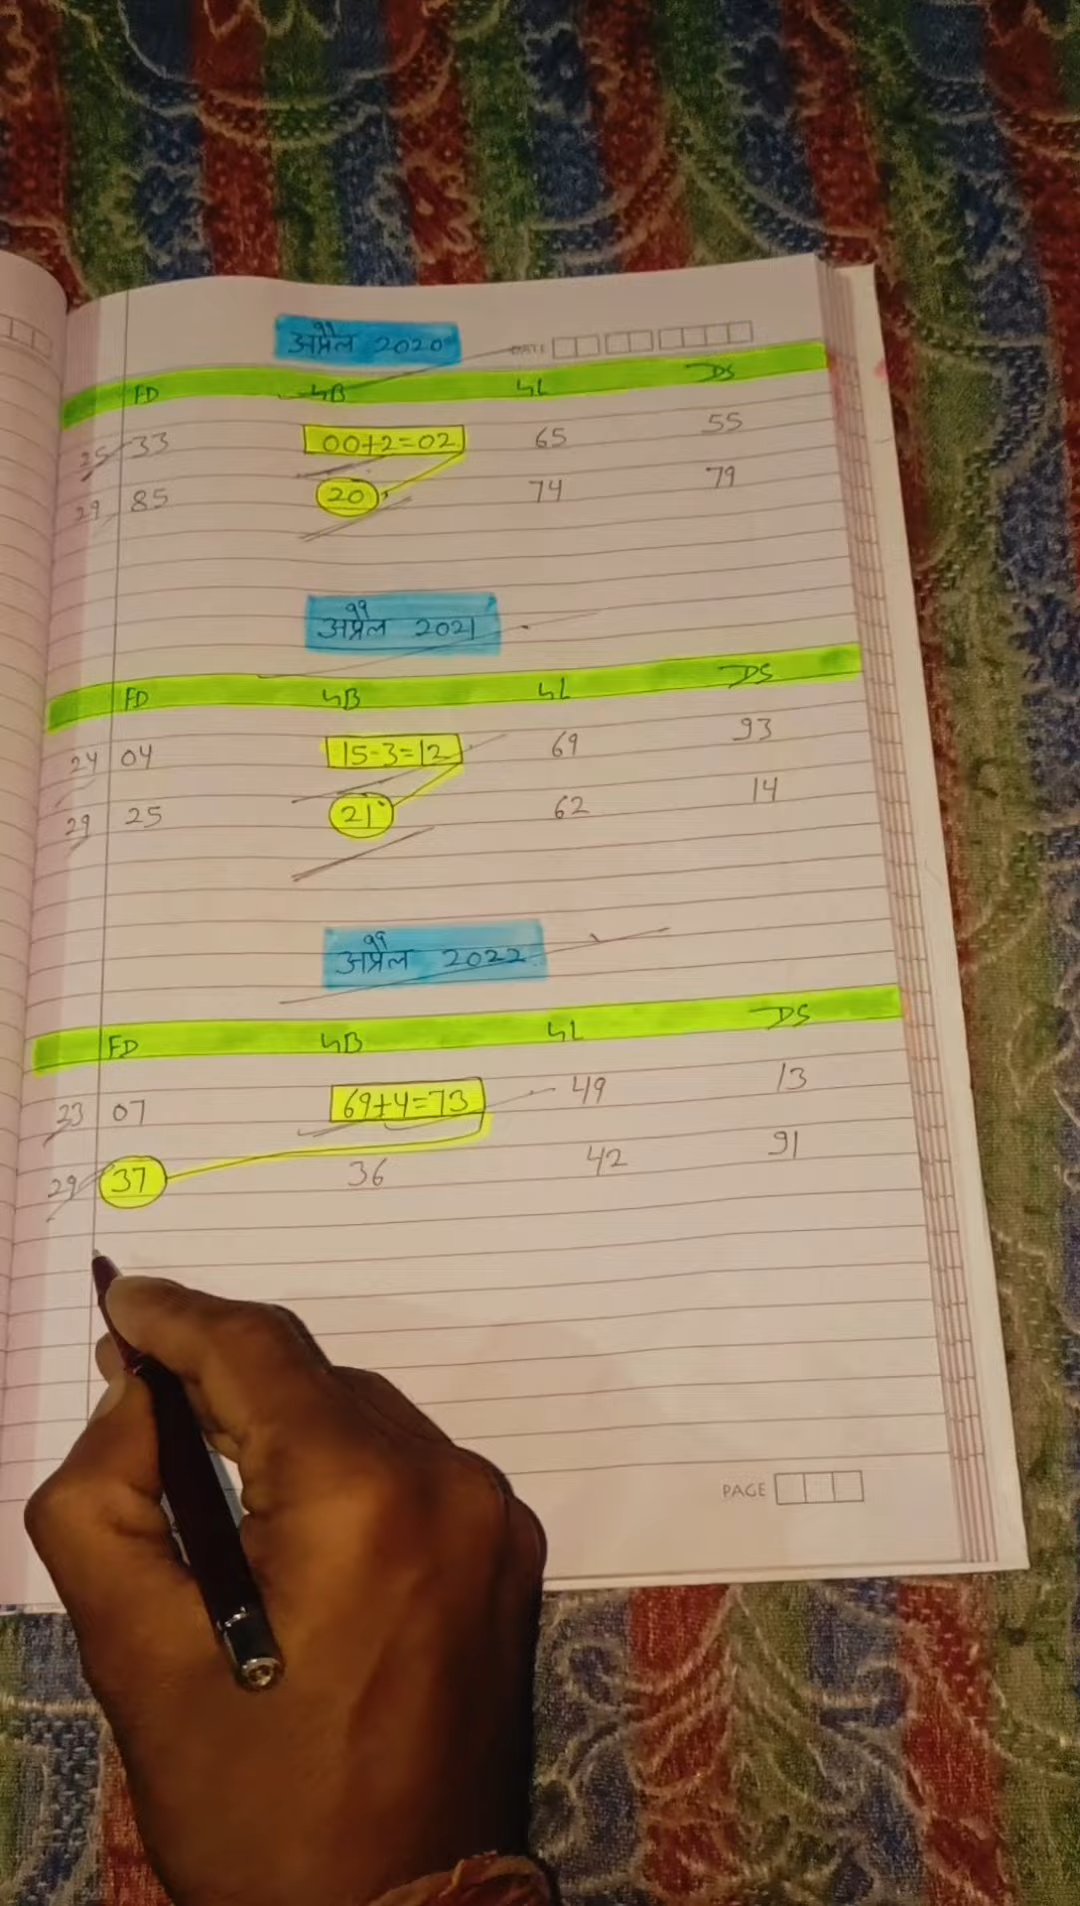 अप्रैल 2020
DATE
FD GB GL DS
25 33 00+2=02 65 55
29 85 20 74 79
अप्रैल 2021
FD GB GL DS
24 04 15-3=12 69 93
29 25 21 62 14
अप्रैल 2022
FD GB GL DS
23 07 69+4=73 49 13
29 37 36 42 91
PAGE